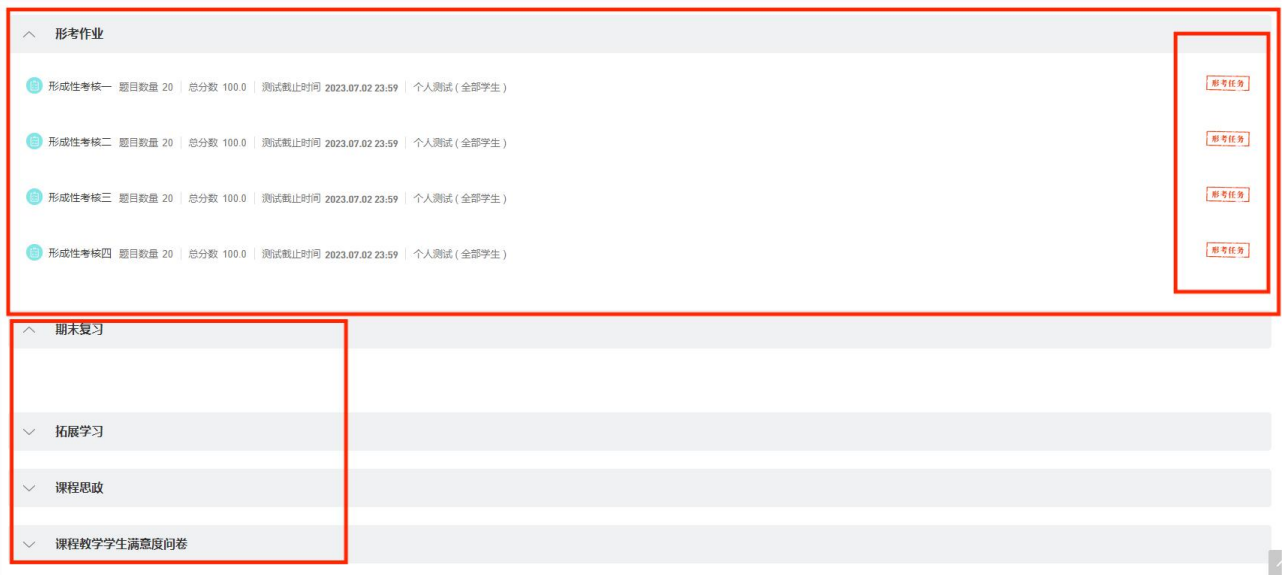 形考作业
形成性考核一 题目数量 20 总分数 100.0 测试截止时间 2023.07.02 23:59 个人测试 ( 全部学生 ) 形考任务
形成性考核二 题目数量 20 总分数 100.0 测试截止时间 2023.07.02 23:59 个人测试 ( 全部学生 ) 形考任务
形成性考核三 题目数量 20 总分数 100.0 测试截止时间 2023.07.02 23:59 个人测试 ( 全部学生 ) 形考任务
形成性考核四 题目数量 20 总分数 100.0 测试截止时间 2023.07.02 23:59 个人测试 ( 全部学生 ) 形考任务
期末复习
拓展学习
课程思政
课程教学学生满意度问卷